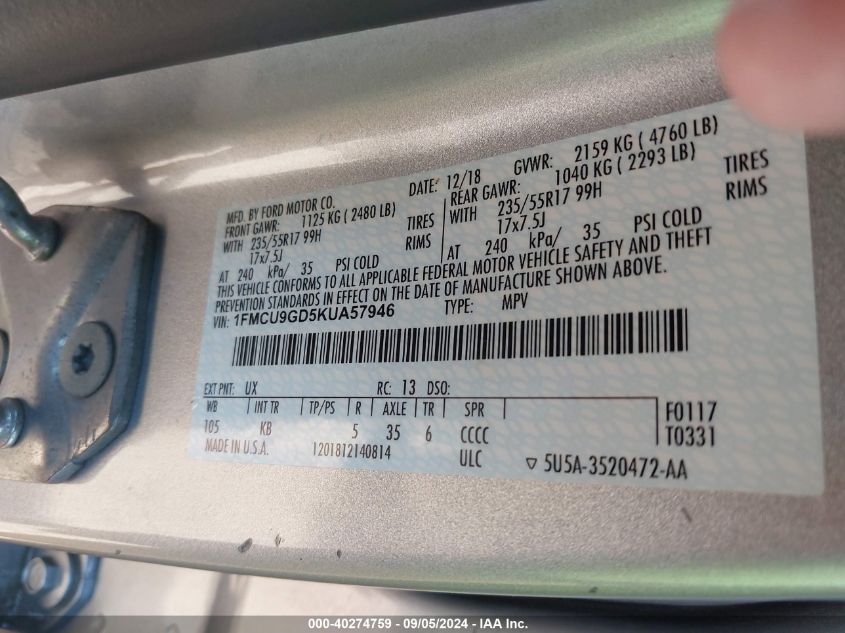 MFD. BY FORD MOTOR CO. DATE: 12/18 GVWR: 2159 KG ( 4760 LB)
FRONT GAWR: 1125 KG ( 2480 LB) REAR GAWR: 1040 KG ( 2293 LB)
WITH 235/55R17 99H TIRES WITH 235/55R17 99H TIRES
17x7.5J RIMS 17x7.5J RIMS
AT 240 kPa/ 35 PSI COLD AT 240 kPa/ 35 PSI COLD
THIS VEHICLE CONFORMS TO ALL APPLICABLE FEDERAL MOTOR VEHICLE SAFETY AND THEFT
PREVENTION STANDARDS IN EFFECT ON THE DATE OF MANUFACTURE SHOWN ABOVE.
VIN: 1FMCU9GD5KUA57946 TYPE: MPV
EXT PNT: UX RC: 13 DSO:
WB INT TR TP/PS R AXLE TR SPR F0117
105 KB 5 35 6 CCCC T0331
MADE IN U.S.A. 1201812140814 ULC ▽ 5U5A-3520472-AA
000-40274759 - 09/05/2024 - IAA Inc.